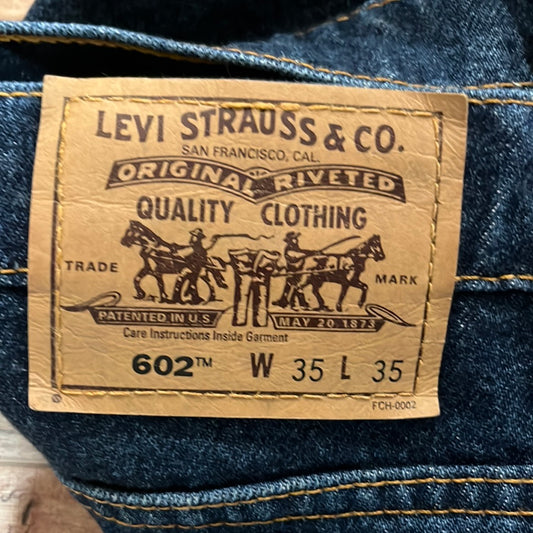 LEVI STRAUSS & CO.
SAN FRANCISCO, CAL.
ORIGINAL RIVETED
QUALITY CLOTHING
TRADE MARK
PATENTED IN U.S. MAY 20, 1873
Care Instructions Inside Garment
602™ W 35 L 35
FCH-0002